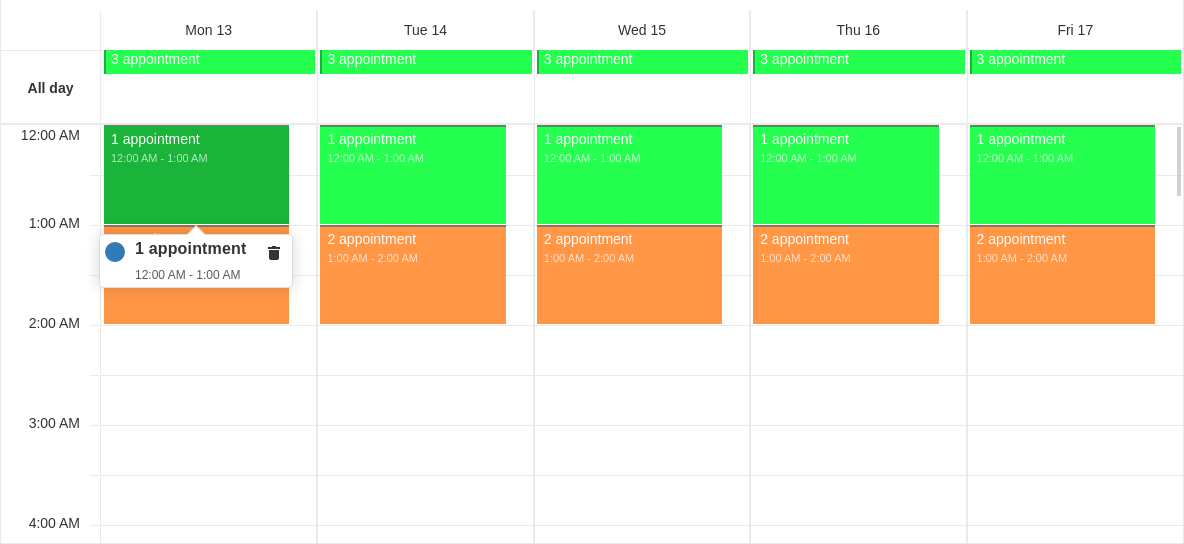 Mon 13 Tue 14 Wed 15 Thu 16 Fri 17
All day
3 appointment 3 appointment 3 appointment 3 appointment 3 appointment
12:00 AM
1 appointment 1 appointment 1 appointment 1 appointment 1 appointment
12:00 AM - 1:00 AM 12:00 AM - 1:00 AM 12:00 AM - 1:00 AM 12:00 AM - 1:00 AM 12:00 AM - 1:00 AM
1:00 AM
2 appointment 2 appointment 2 appointment 2 appointment
1:00 AM - 2:00 AM 1:00 AM - 2:00 AM 1:00 AM - 2:00 AM 1:00 AM - 2:00 AM
1 appointment
12:00 AM - 1:00 AM
2:00 AM
3:00 AM
4:00 AM